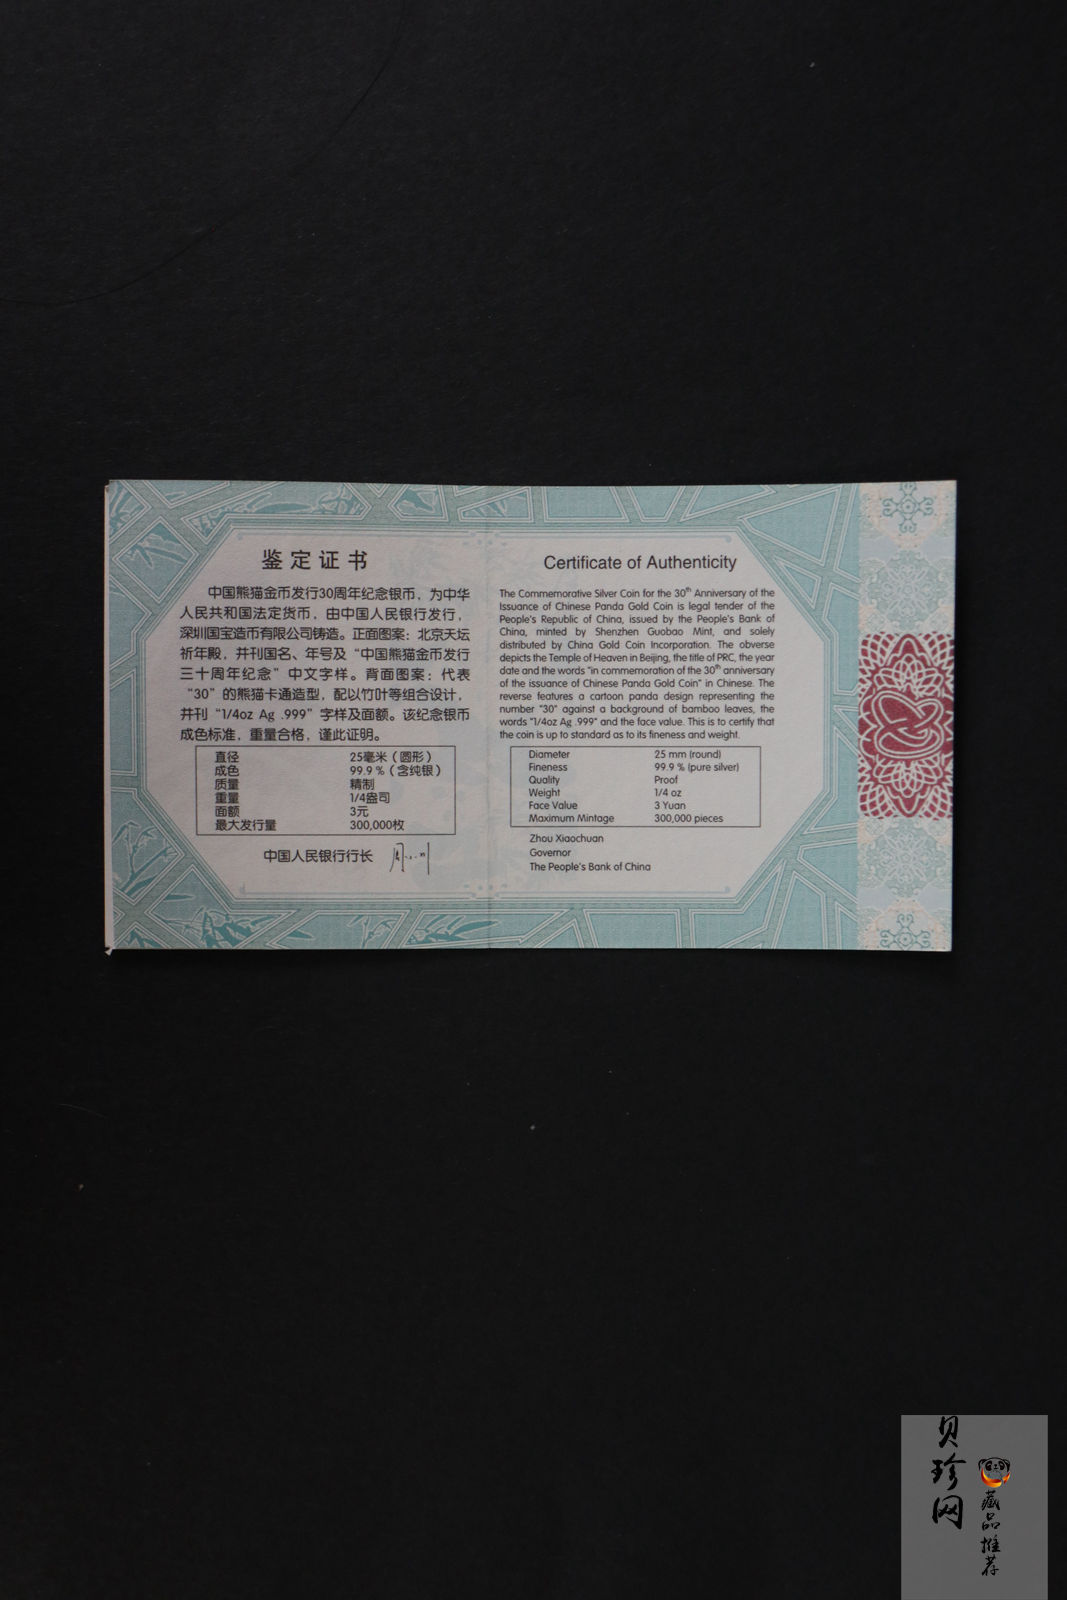 鉴定证书
中国熊猫金币发行30周年纪念银币，为中华
人民共和国法定货币，由中国人民银行发行，
深圳国宝造币有限公司铸造。正面图案：北京天坛
祈年殿，并刊国名、年号及“中国熊猫金币发行
三十周年纪念”中文字样。背面图案：代表
“30”的熊猫卡通造型，配以竹叶等组合设计，
并刊“1/4oz Ag .999”字样及面额。该纪念银币
成色标准，重量合格，谨此证明。
直径 25毫米（圆形）
成色 99.9 %（含纯银）
质量 精制
重量 1/4盎司
面额 3元
最大发行量 300,000枚
中国人民银行行长
Certificate of Authenticity
The Commemorative Silver Coin for the 30th Anniversary of the
Issuance of Chinese Panda Gold Coin is legal tender of the
People's Republic of China, issued by the People's Bank of
China, minted by Shenzhen Guobao Mint, and solely
distributed by China Gold Coin Incorporation. The obverse
depicts the Temple of Heaven in Beijing, the title of PRC, the year
date and the words "in commemoration of the 30th anniversary
of the issuance of Chinese Panda Gold Coin" in Chinese. The
reverse features a cartoon panda design representing the
number "30" against a background of bamboo leaves, the
words "1/4oz Ag .999" and the face value. This is to certify that
the coin is up to standard as to its fineness and weight.
Diameter 25 mm (round)
Fineness 99.9 % (pure silver)
Quality Proof
Weight 1/4 oz
Face Value 3 Yuan
Maximum Mintage 300,000 pieces
Zhou Xiaochuan
Governor
The People's Bank of China
贝珍网
藏品推荐